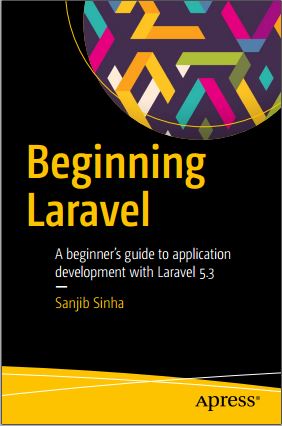 Beginning
Laravel
A beginner's guide to application
development with Laravel 5.3
Sanjib Sinha
Apress®